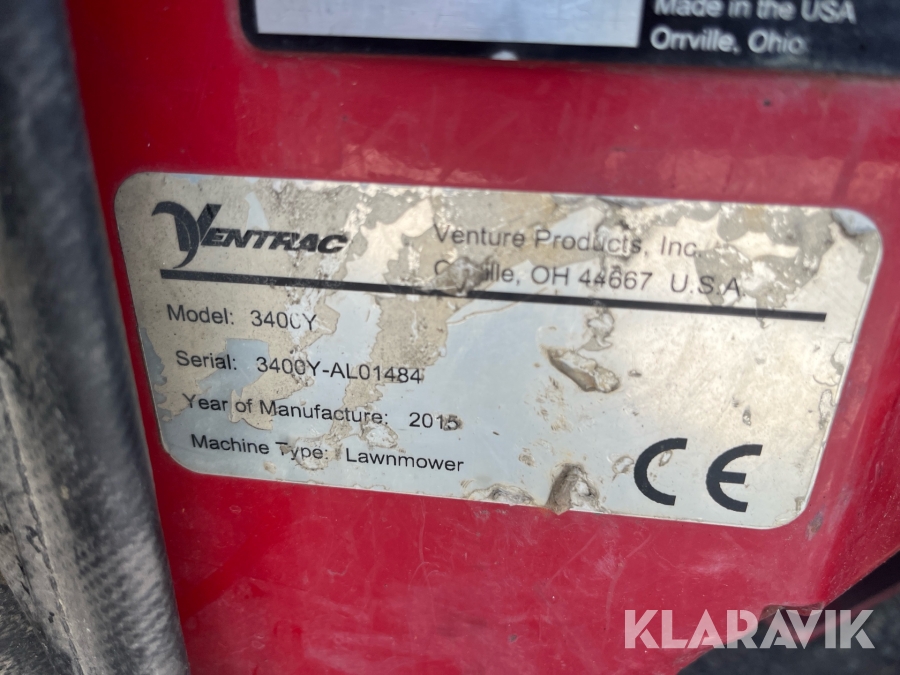 Made in the USA
Orrville, Ohio
VENTRAC
Venture Products, Inc.
Orrville, OH 44667 U.S.A.
Model: 3400Y
Serial: 3400Y-AL01484
Year of Manufacture: 2015
Machine Type: Lawnmower
CE
KLARAVIK